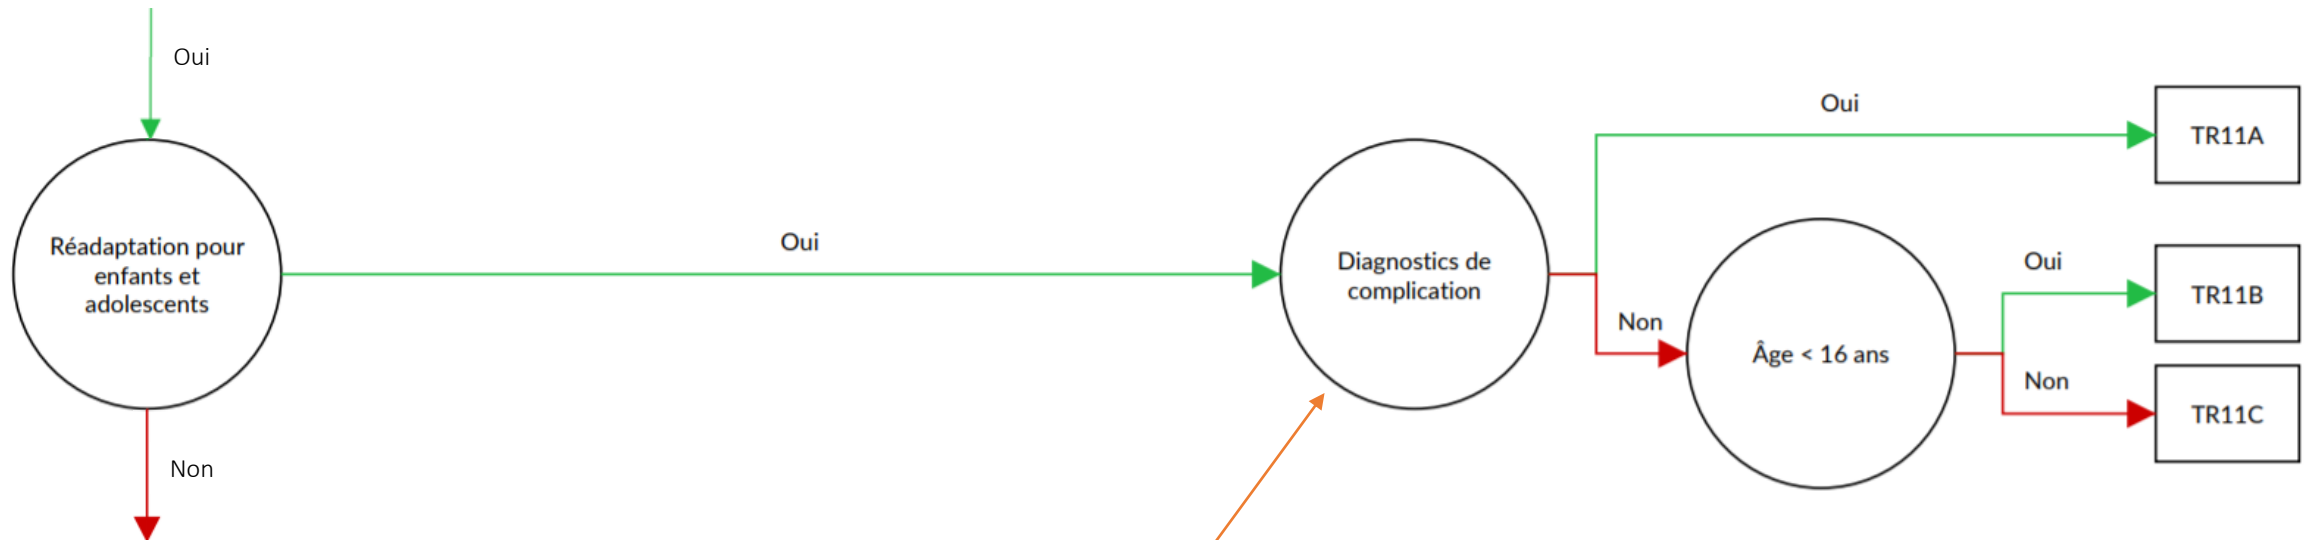 Oui
Réadaptation pour
enfants et
adolescents
Non
Oui
Diagnostics de
complication
Oui
TR11A
Non
Âge < 16 ans
Oui
TR11B
Non
TR11C